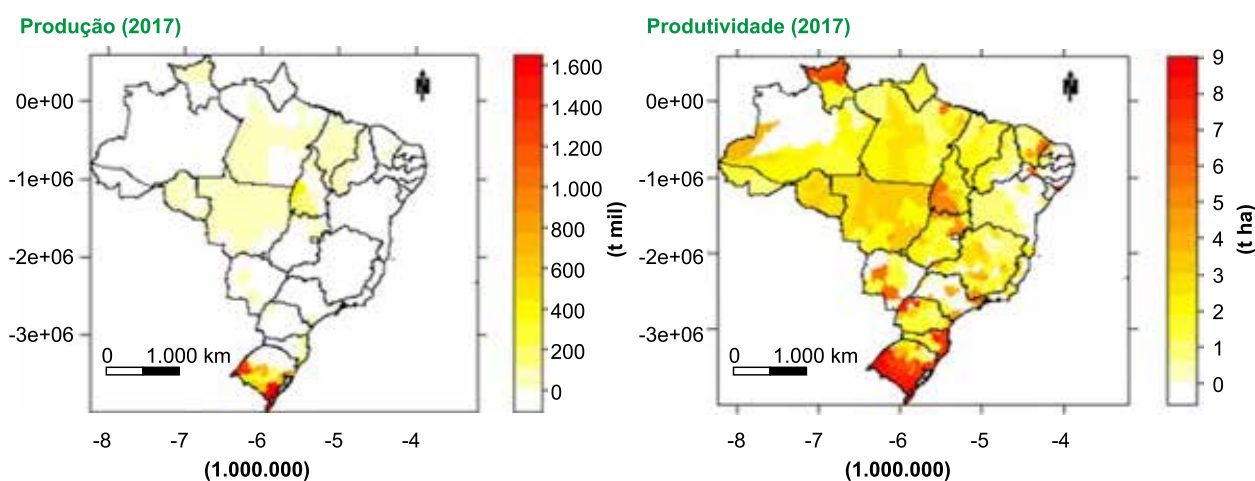 Produção (2017)
0e+00
-1e+06
-2e+06
-3e+06
N
0 1.000 km
-8 -7 -6 -5 -4
(1.000.000)
1.600
1.400
1.200
1.000
800
600
400
200
0
(t mil)
Produtividade (2017)
0e+00
-1e+06
-2e+06
-3e+06
N
0 1.000 km
-8 -7 -6 -5 -4
(1.000.000)
9
8
7
6
5
4
3
2
1
0
(t ha)